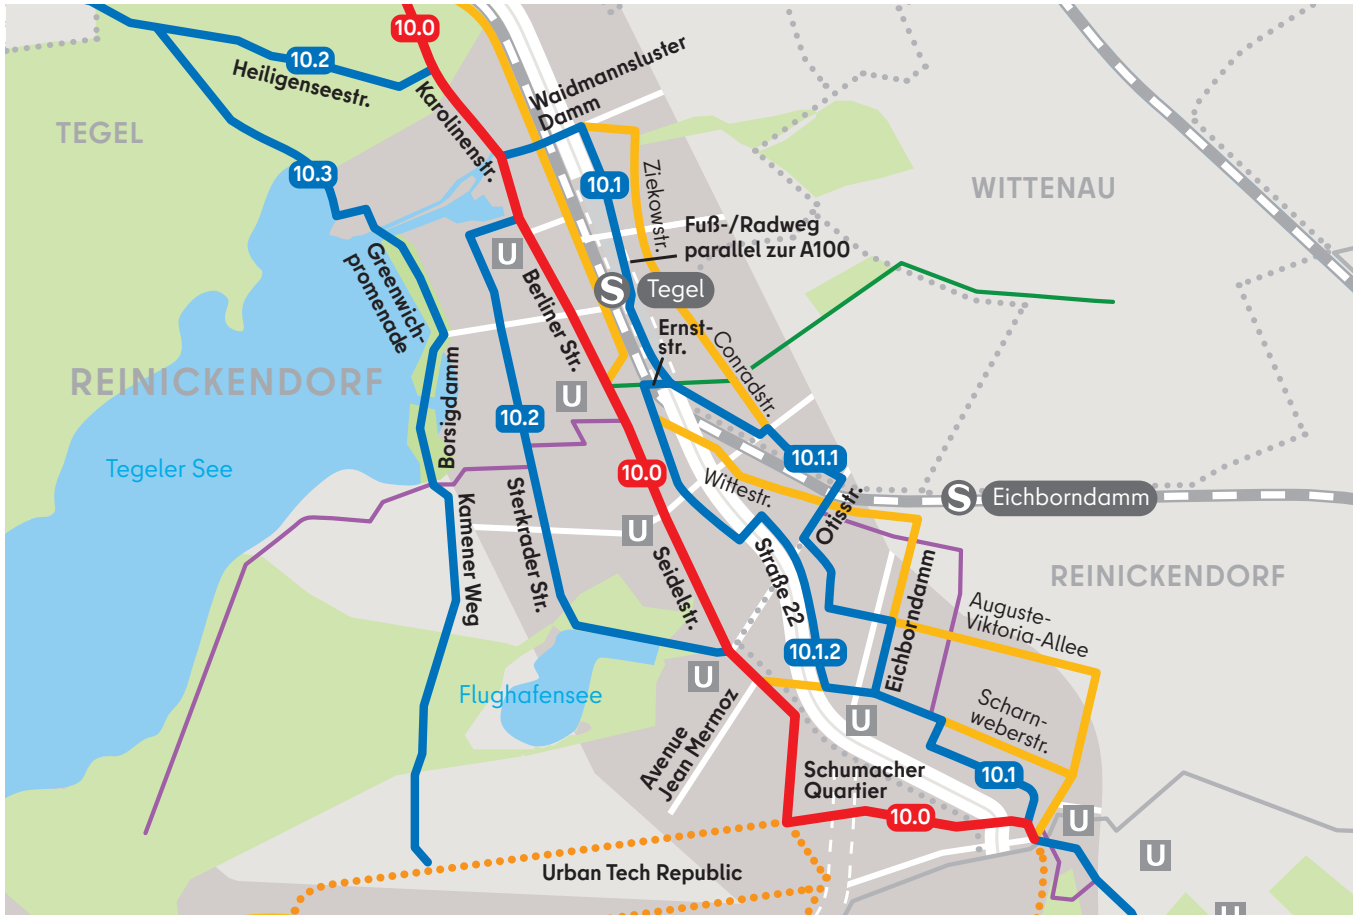 10.0
10.2
Heiligenseestr.
Waidmannsluster
Damm
TEGEL
Karolinenstr.
10.3
10.1
Ziekowstr.
WITTENAU
Fuß-/Radweg
parallel zur A100
U
Greenwich-
promenade
Berliner Str.
S
Tegel
Ernst-
str.
Conradstr.
REINICKENDORF
U
Borsigdamm
10.2
10.1.1
Tegeler See
10.0
Wittestr.
S
Eichborndamm
Otisstr.
Kamener Weg
Sterkrader Str.
U
Seidelstr.
Straße 22
Eichborndamm
REINICKENDORF
Auguste-
Viktoria-Allee
10.1.2
U
Flughafensee
Avenue
Jean Mermoz
U
Scharn-
weberstr.
Schumacher
Quartier
10.1
10.0
U
U
Urban Tech Republic
U